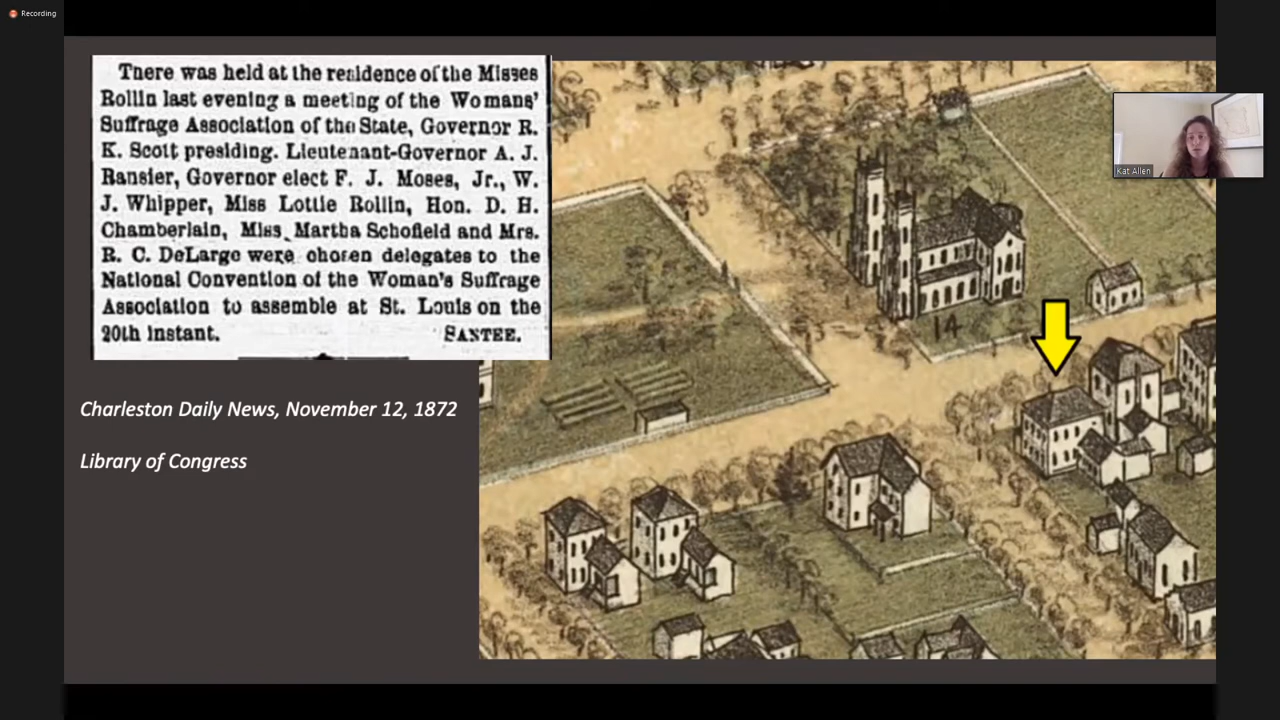 Recording
There was held at the residence of the Misses
Rollin last evening a meeting of the Womans'
Suffrage Association of the State, Governor R.
K. Scott presiding. Lieutenant-Governor A. J.
Ransier, Governor elect F. J. Moses, Jr., W.
J. Whipper, Miss Lottie Rollin, Hon. D. H.
Chamberlain, Miss Martha Schofield and Mrs.
R. C. DeLarge were chosen delegates to the
National Convention of the Woman's Suffrage
Association to assemble at St. Louis on the
20th instant. SANTEE.
Charleston Daily News, November 12, 1872
Library of Congress
14
Kat Allen